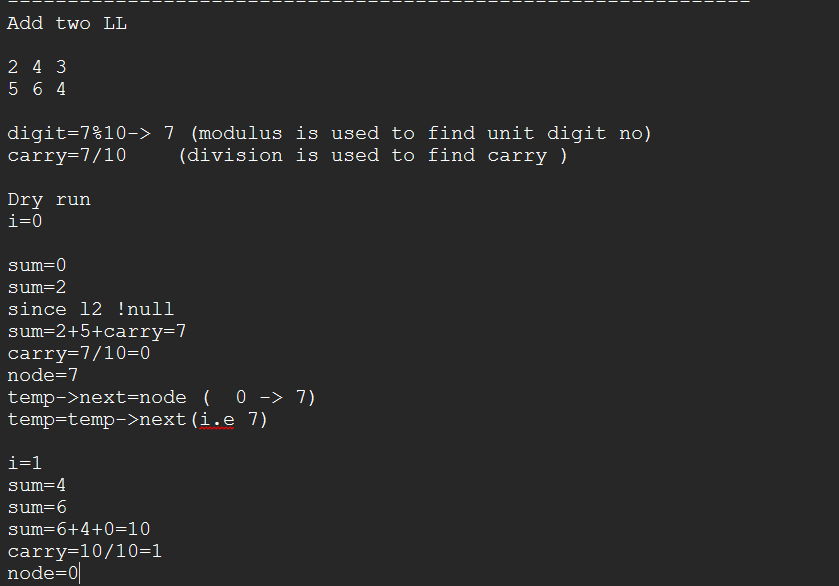 Add two LL
2 4 3
5 6 4
digit=7%10-> 7 (modulus is used to find unit digit no)
carry=7/10    (division is used to find carry )
Dry run
i=0
sum=0
sum=2
since l2 !null
sum=2+5+carry=7
carry=7/10=0
node=7
temp->next=node (  0 -> 7)
temp=temp->next(i.e 7)
i=1
sum=4
sum=6
sum=6+4+0=10
carry=10/10=1
node=0